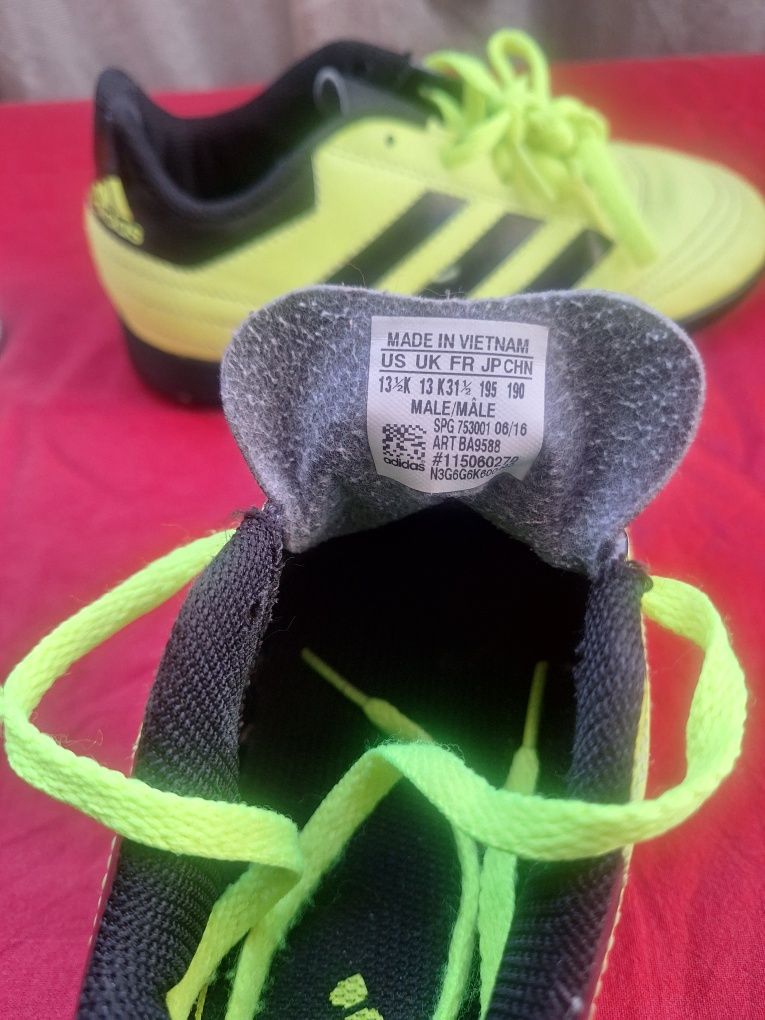 MADE IN VIETNAM
US UK FR JP CHN
13½K 13 K31½ 195 190
MALE/MÂLE
SPG 753001 06/16
ART BA9588
adidas